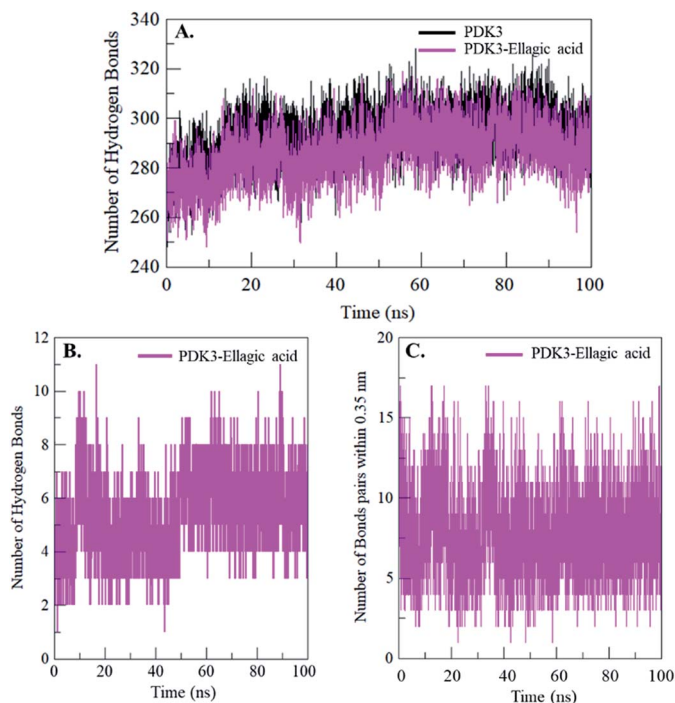 A.
PDK3
PDK3-Ellagic acid
Number of Hydrogen Bonds
340
320
300
280
260
240
0 20 40 60 80 100
Time (ns)
B.
PDK3-Ellagic acid
Number of Hydrogen Bonds
12
10
8
6
4
2
0
0 20 40 60 80 100
Time (ns)
C.
PDK3-Ellagic acid
Number of Bonds pairs within 0.35 nm
20
15
10
5
0
0 20 40 60 80 100
Time (ns)